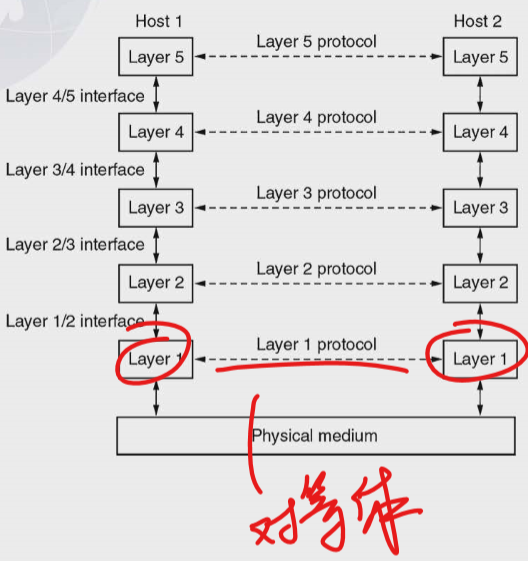 Host 1 Host 2
Layer 5 Layer 5 protocol Layer 5
Layer 4/5 interface
Layer 4 Layer 4 protocol Layer 4
Layer 3/4 interface
Layer 3 Layer 3 protocol Layer 3
Layer 2/3 interface
Layer 2 Layer 2 protocol Layer 2
Layer 1/2 interface
Layer 1 Layer 1 protocol Layer 1
Physical medium
对等体